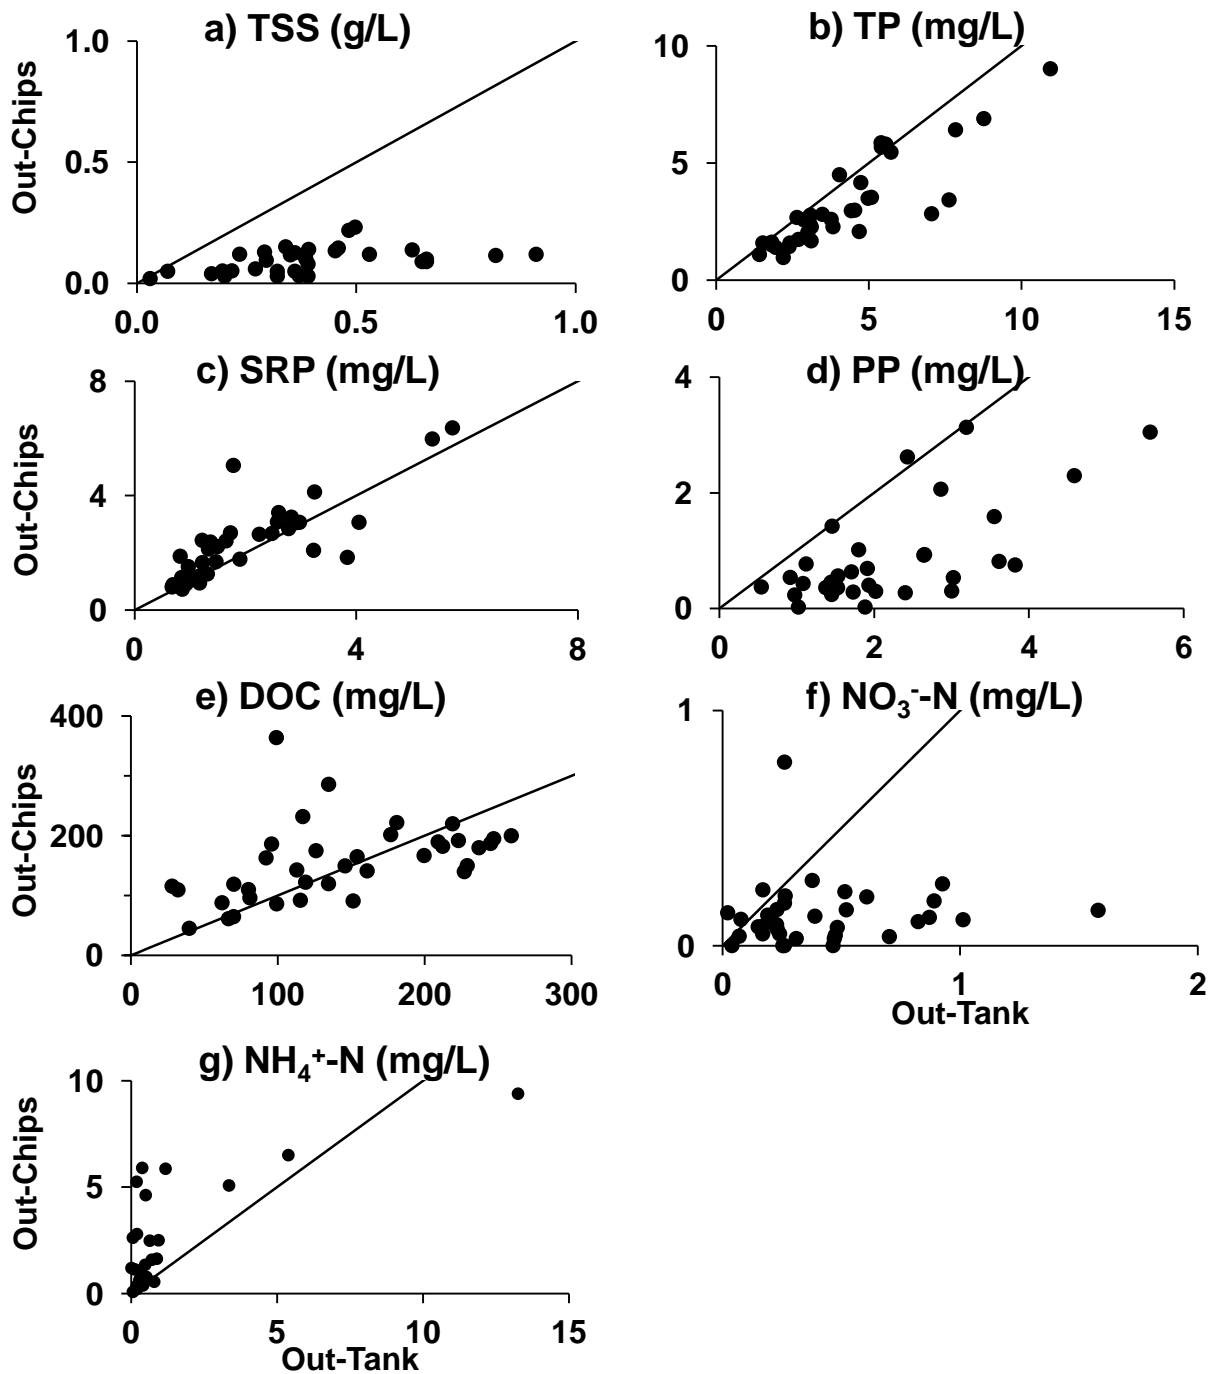 a) TSS (g/L)
1.0
0.5
0.0
0.0 0.5 1.0
Out-Chips
b) TP (mg/L)
10
5
0
0 5 10 15
c) SRP (mg/L)
8
4
0
0 4 8
Out-Chips
d) PP (mg/L)
4
2
0
0 2 4 6
e) DOC (mg/L)
400
200
0
0 100 200 300
Out-Chips
f) NO₃⁻-N (mg/L)
1
0
0 1 2
Out-Tank
g) NH₄⁺-N (mg/L)
10
5
0
0 5 10 15
Out-Chips
Out-Tank